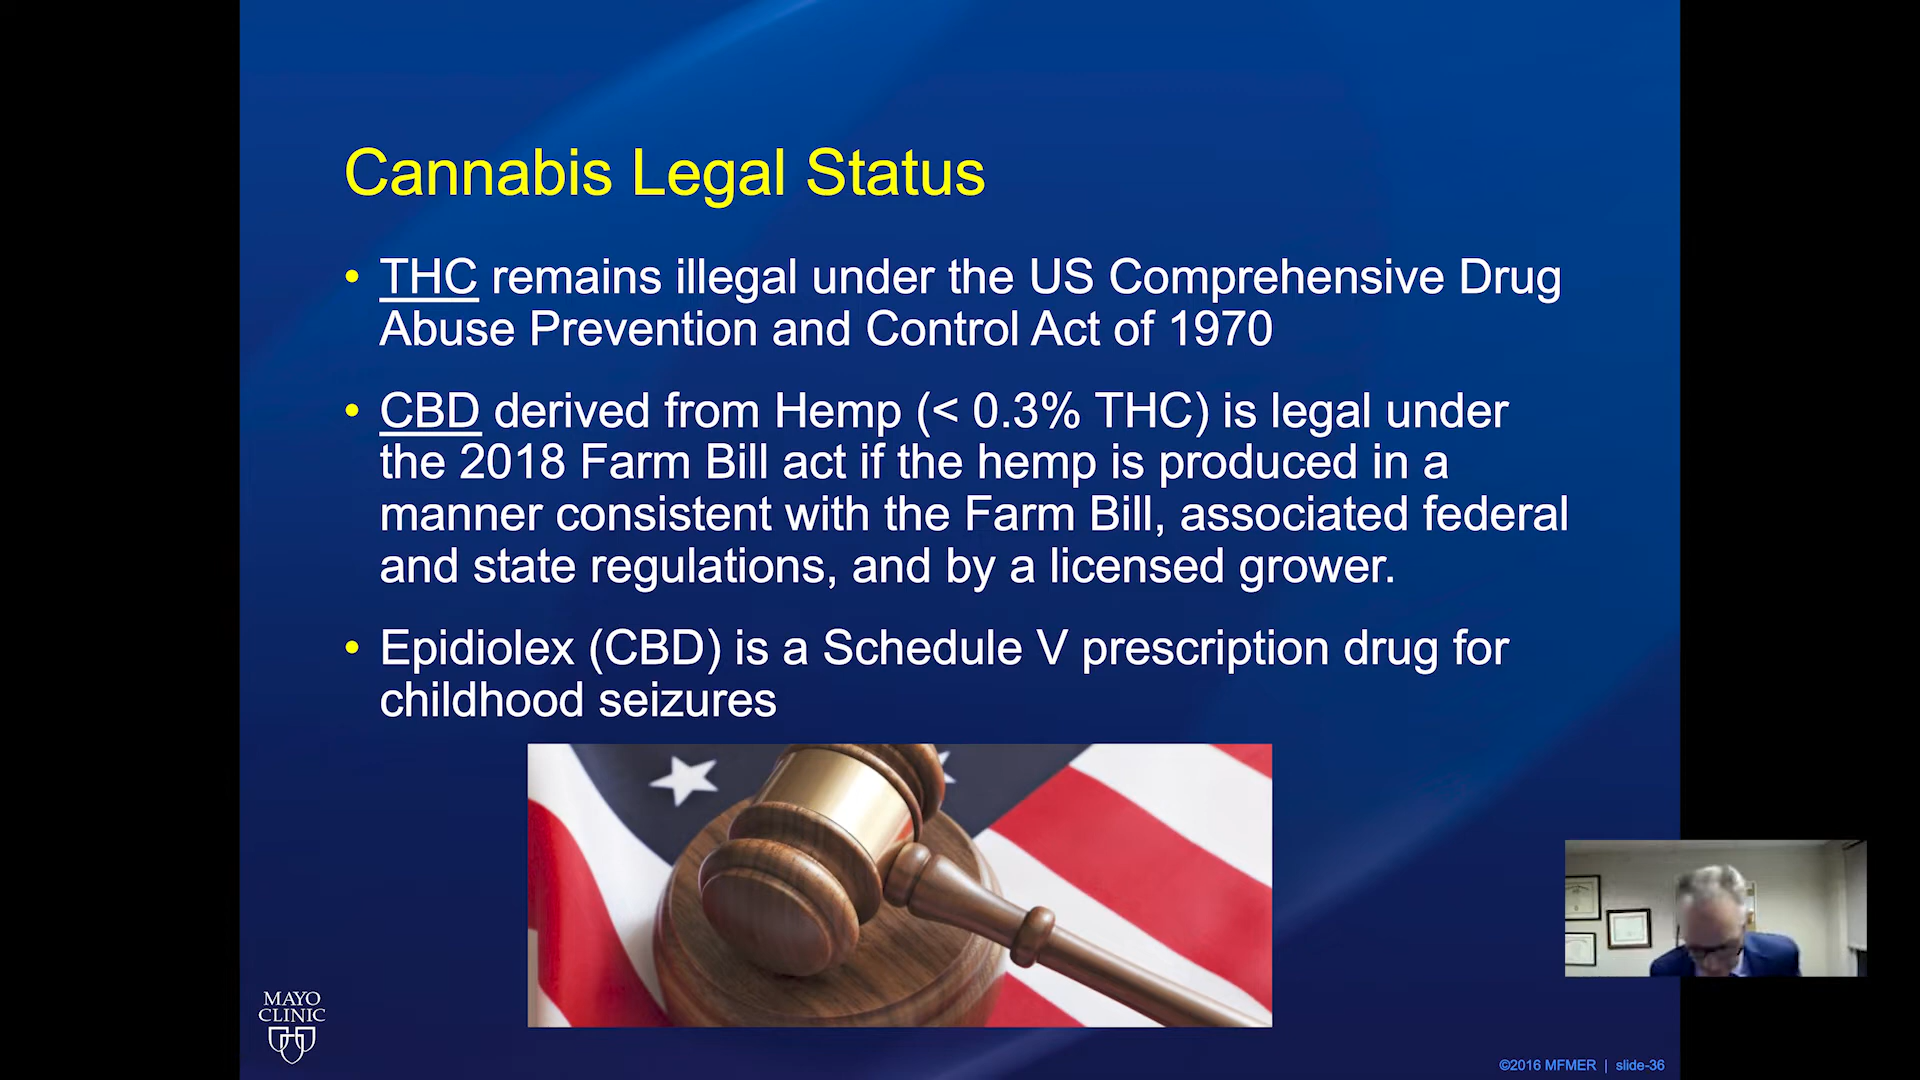 Cannabis Legal Status
• THC remains illegal under the US Comprehensive Drug
Abuse Prevention and Control Act of 1970
• CBD derived from Hemp (< 0.3% THC) is legal under
the 2018 Farm Bill act if the hemp is produced in a
manner consistent with the Farm Bill, associated federal
and state regulations, and by a licensed grower.
• Epidiolex (CBD) is a Schedule V prescription drug for
childhood seizures
MAYO
CLINIC
©2016 MFMER | slide-36